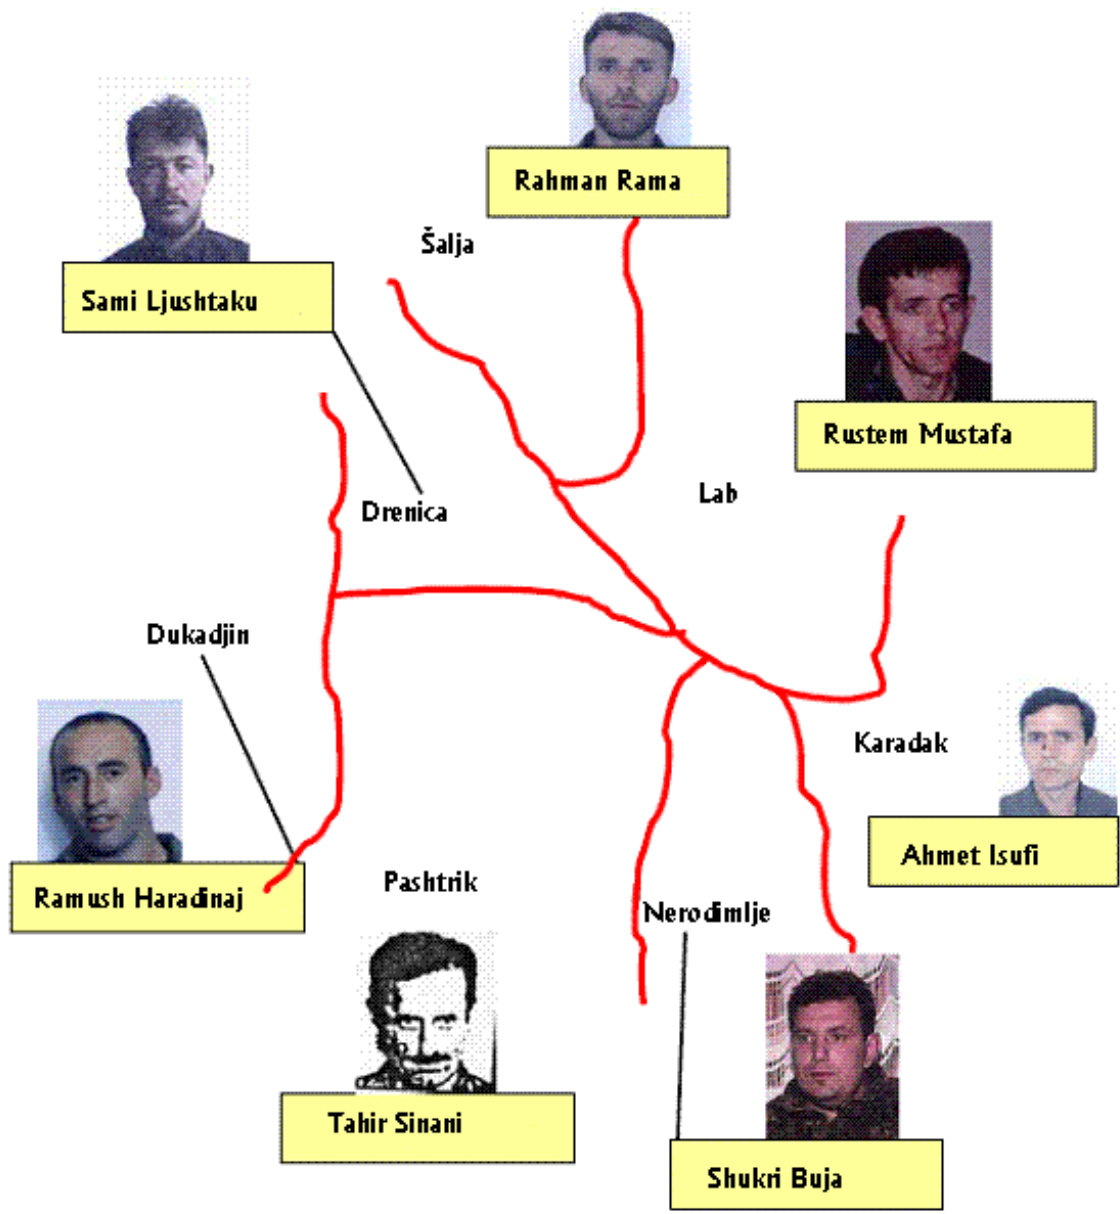 Rahman Rama
Šalja
Sami Ljushtaku
Rustem Mustafa
Lab
Drenica
Dukadjin
Karadak
Ahmet Isufi
Ramush Haradinaj
Pashtrik
Nerodimlje
Tahir Sinani
Shukri Buja